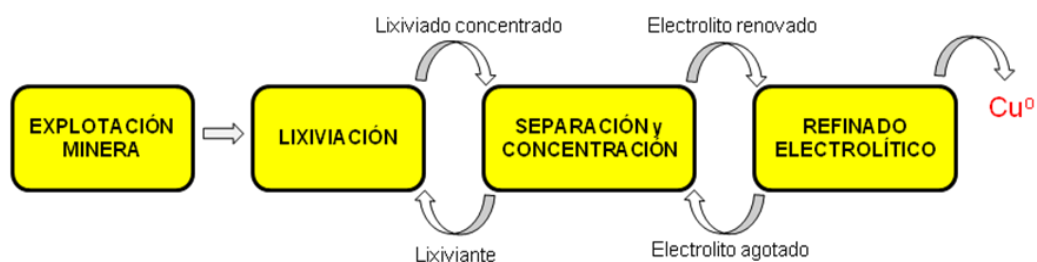 Lixiviado concentrado
Electrolito renovado
EXPLOTACIÓN
MINERA
LIXIVIACIÓN
SEPARACIÓN y
CONCENTRACIÓN
REFINADO
ELECTROLÍTICO
Cu⁰
Lixiviante
Electrolito agotado